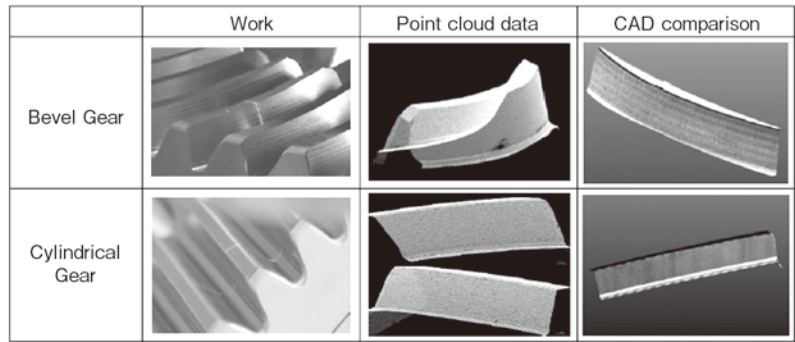 Work
Point cloud data
CAD comparison
Bevel Gear
Cylindrical
Gear